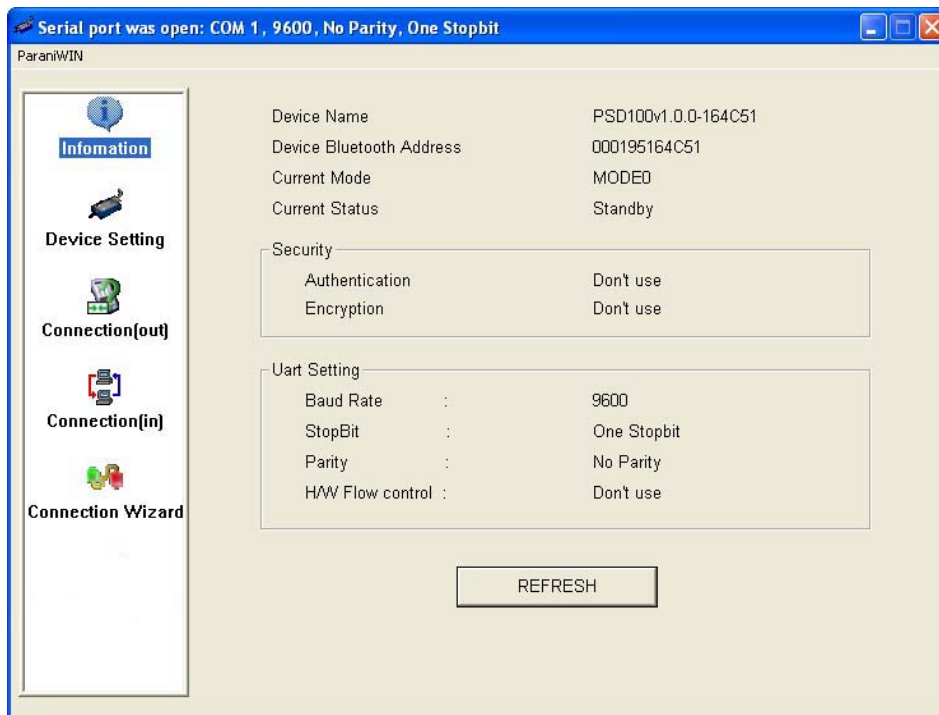 Serial port was open: COM 1, 9600, No Parity, One Stopbit
ParaniWIN
Infomation
Device Setting
Connection(out)
Connection(in)
Connection Wizard
Device Name PSD100v1.0.0-164C51
Device Bluetooth Address 000195164C51
Current Mode MODE0
Current Status Standby
Security
Authentication Don't use
Encryption Don't use
Uart Setting
Baud Rate : 9600
StopBit : One Stopbit
Parity : No Parity
H/W Flow control : Don't use
REFRESH